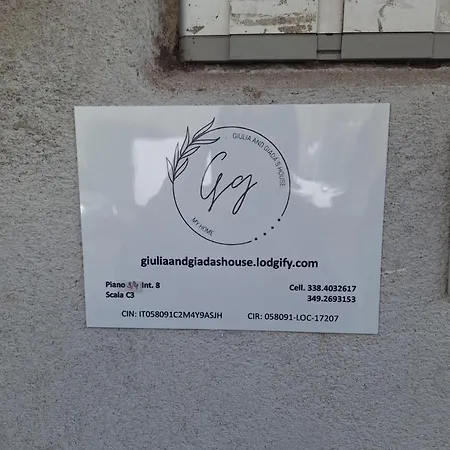 GIULIA AND GIADA'S HOUSE
Gg
MY HOME
giuliaandgiadashouse.lodgify.com
Piano Int. 8
Cell. 338.4032617
Scala C3
349.2693153
CIN: IT058091C2M4Y9ASJH
CIR: 058091-LOC-17207